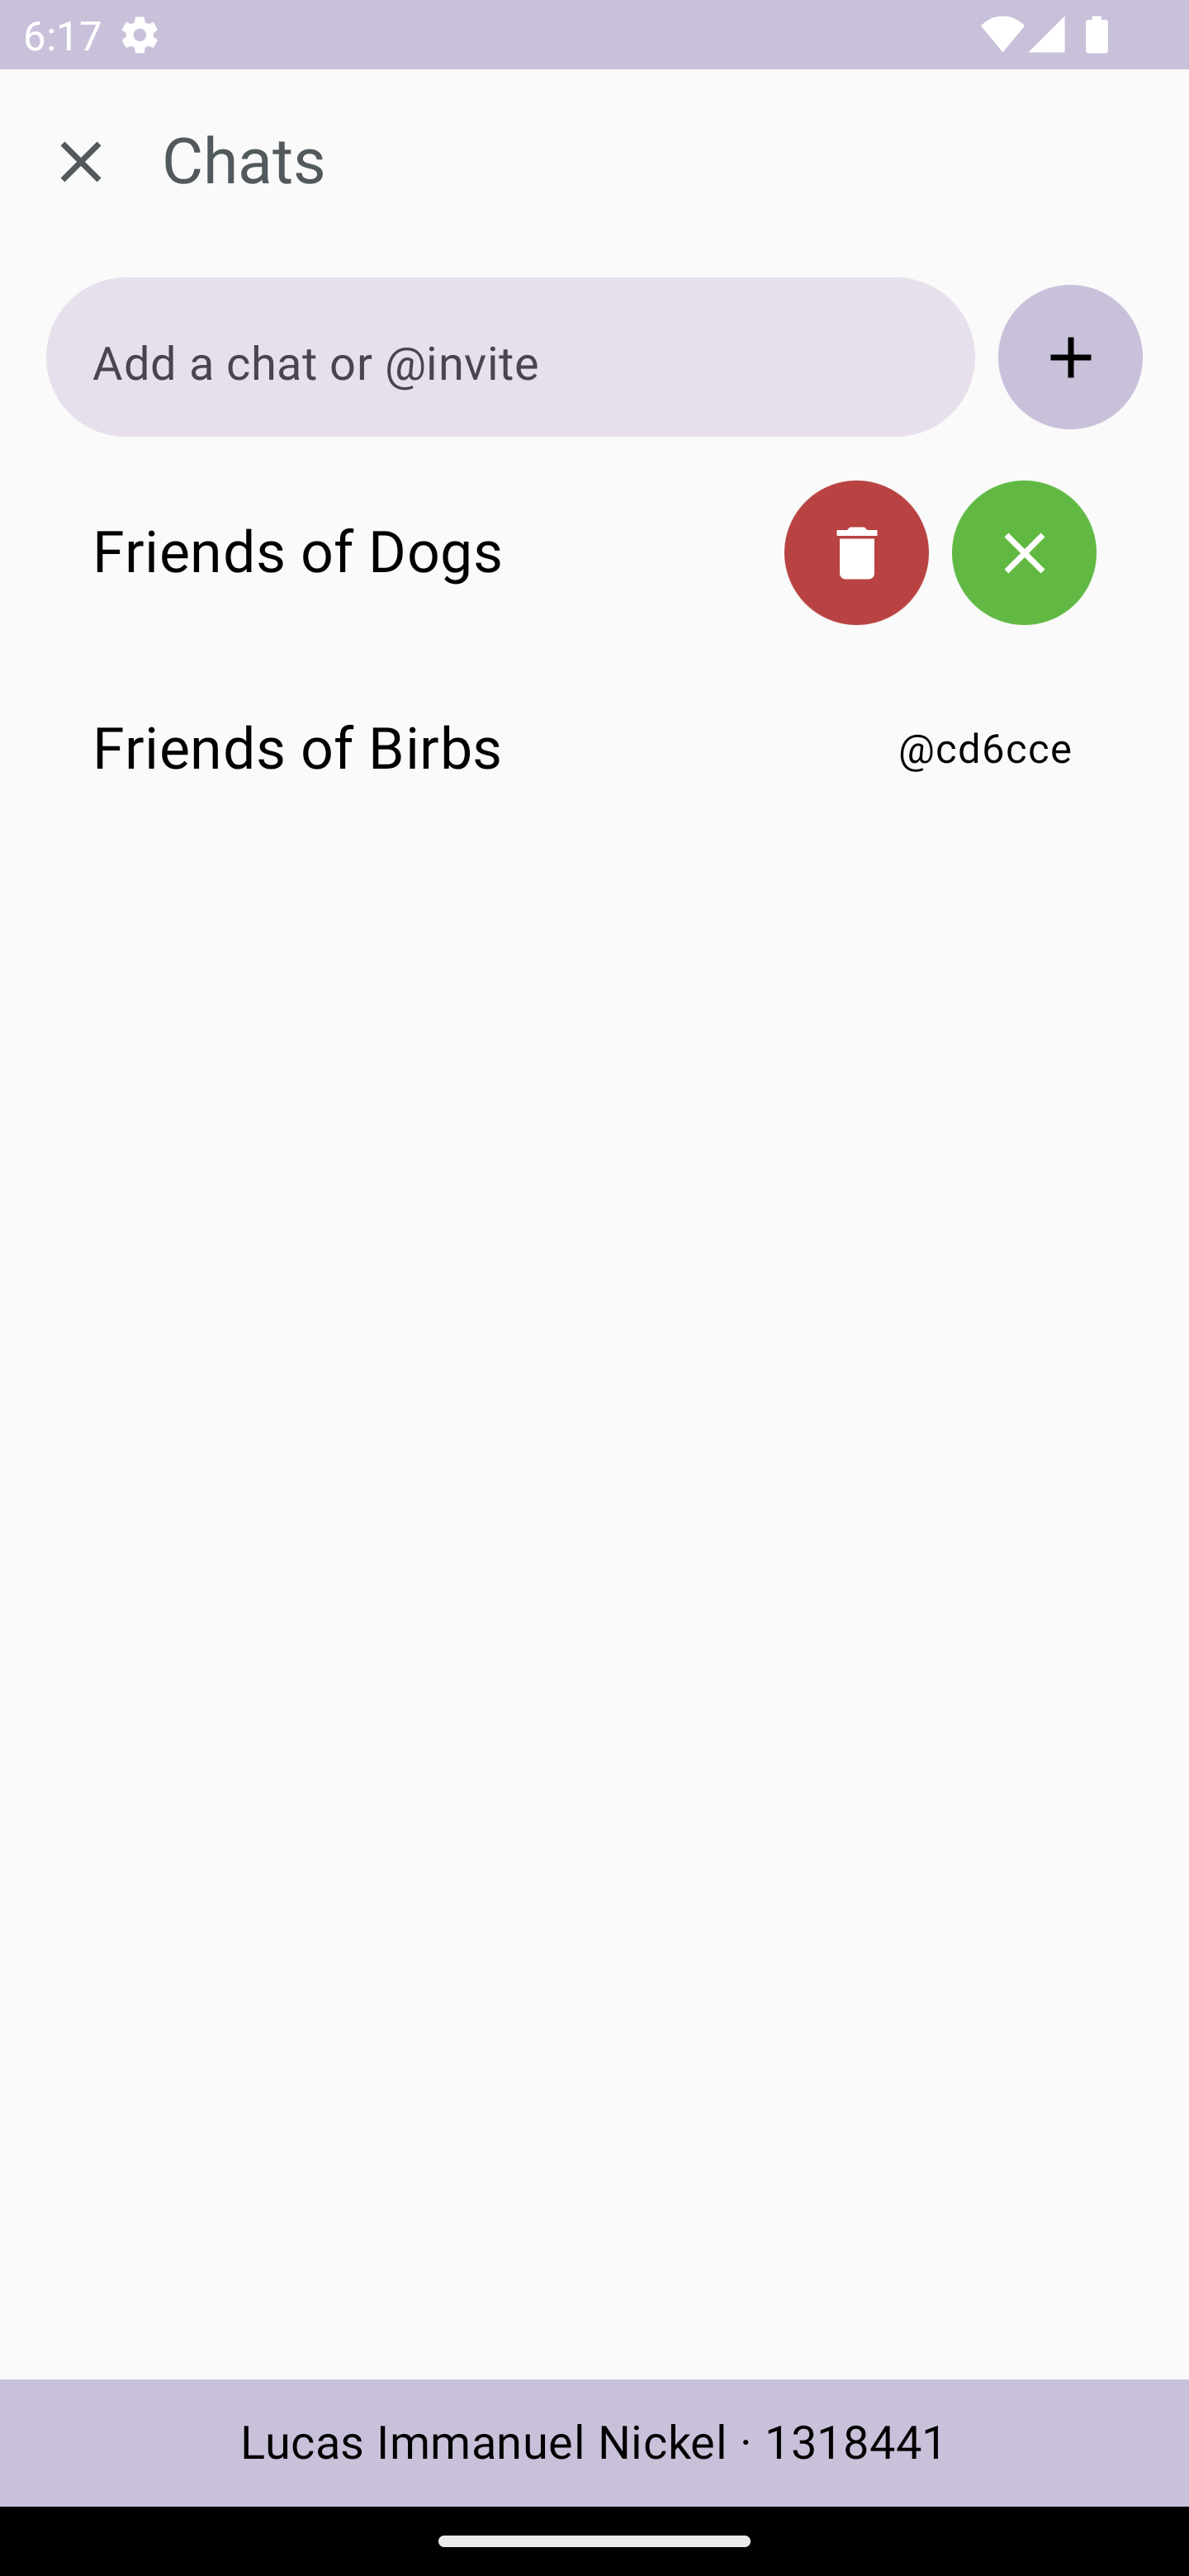 6:17
Chats
Add a chat or @invite
Friends of Dogs
Friends of Birbs @cd6cce
Lucas Immanuel Nickel · 1318441